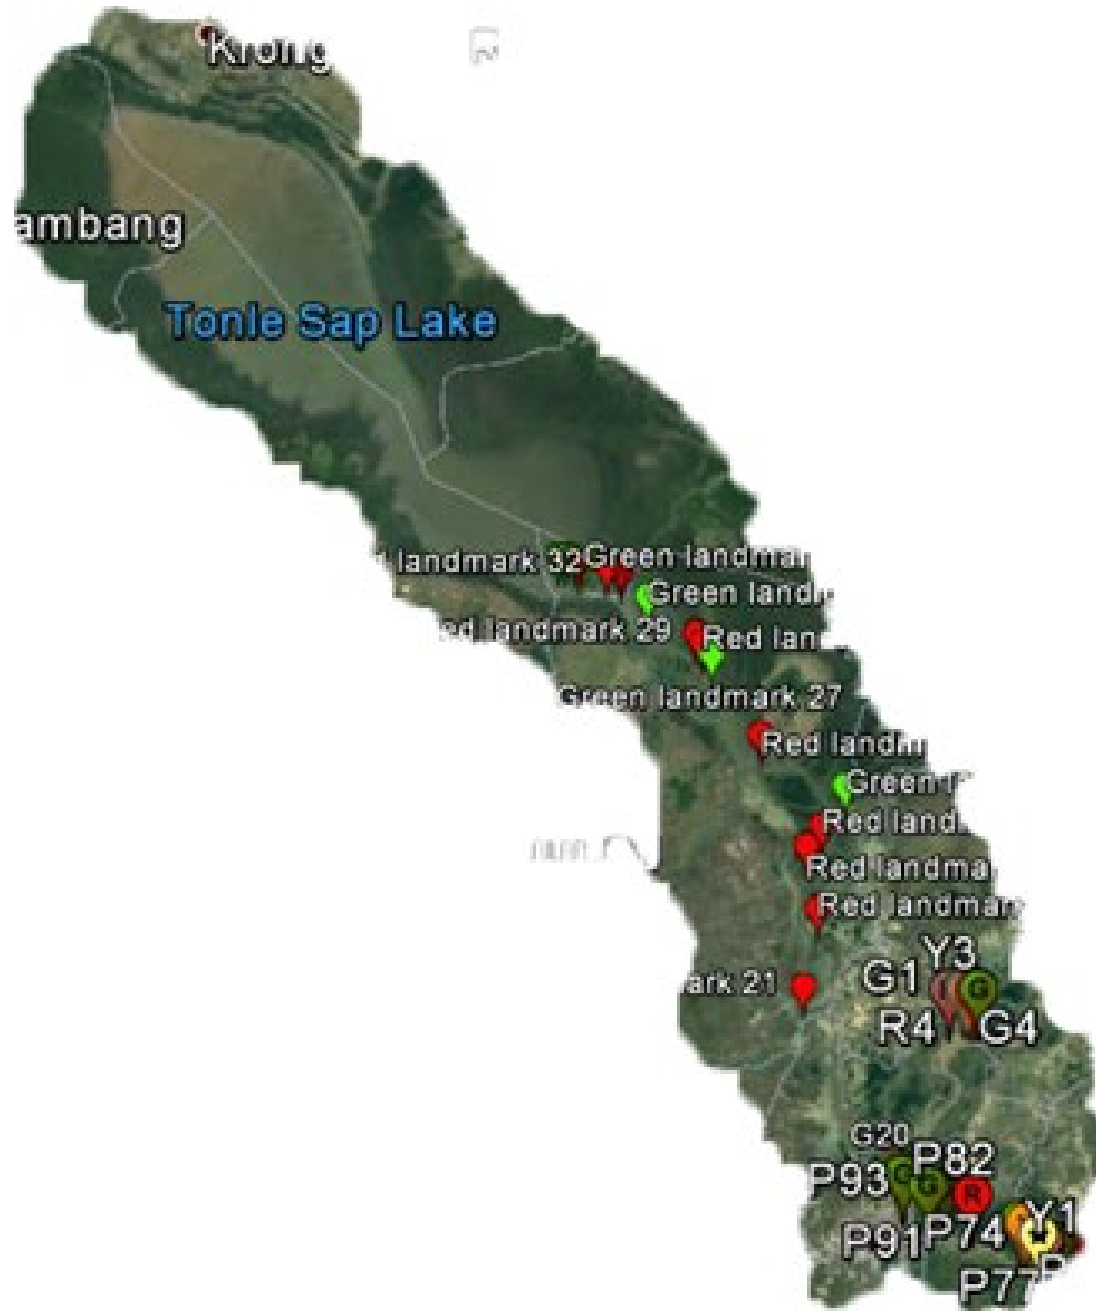 Krong
ambang
Tonle Sap Lake
landmark 32
Green landmar
Green landm
ed landmark 29
Red lan
Green landmark 27
Red landm
Green
Red land
Red landma
Red landmar
ark 21
Y3
G1
G
R4
G4
G20
P82
P93
G
G
R
Y1
P91
P74
P77
P